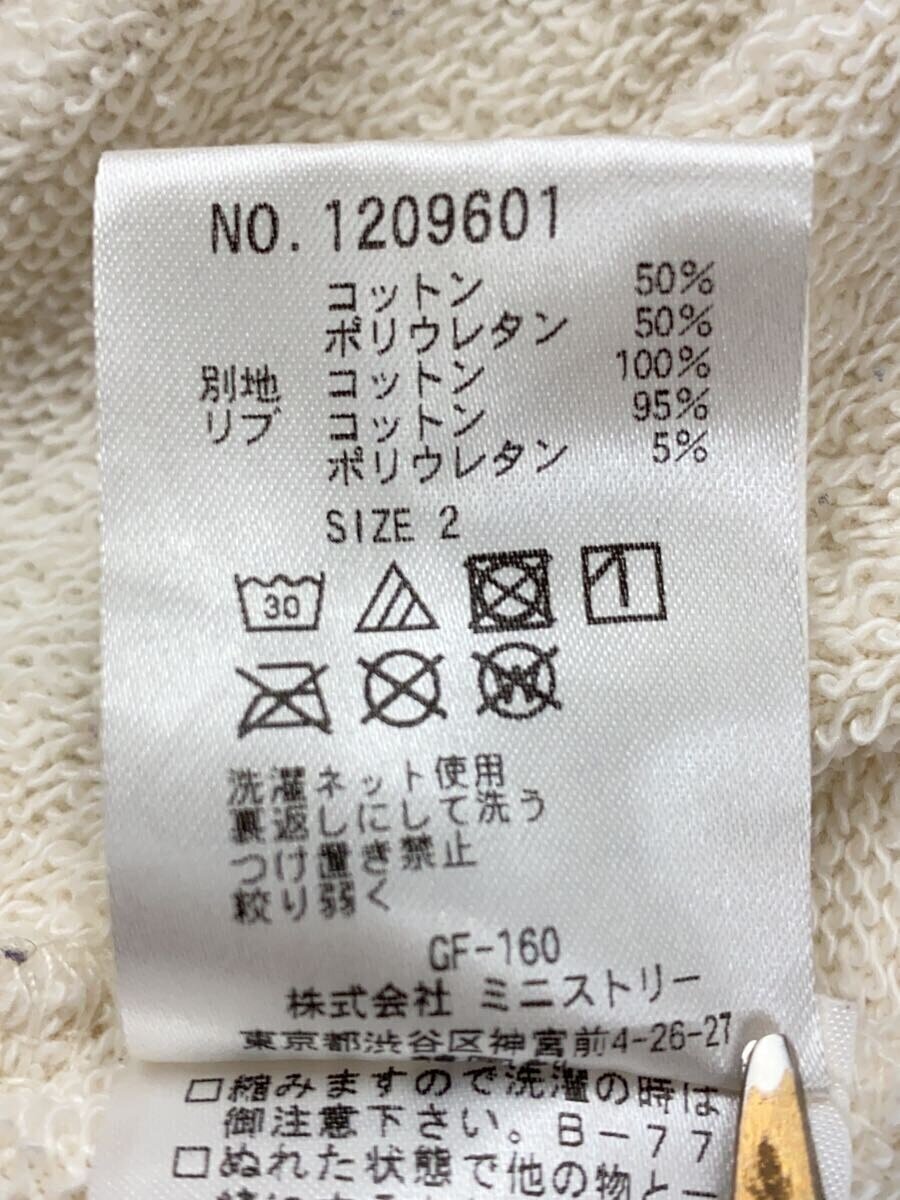 NO. 1209601
コットン 50%
ポリウレタン 50%
別地 コットン 100%
リブ コットン 95%
ポリウレタン 5%
SIZE 2
30
W
洗濯ネット使用
裏返しにして洗う
つけ置き禁止
絞り弱く
GF-160
株式会社 ミニストリー
東京都渋谷区神宮前4-26-27
□縮みますので洗濯の時は
御注意下さい。B-77
□ぬれた状態で他の物と